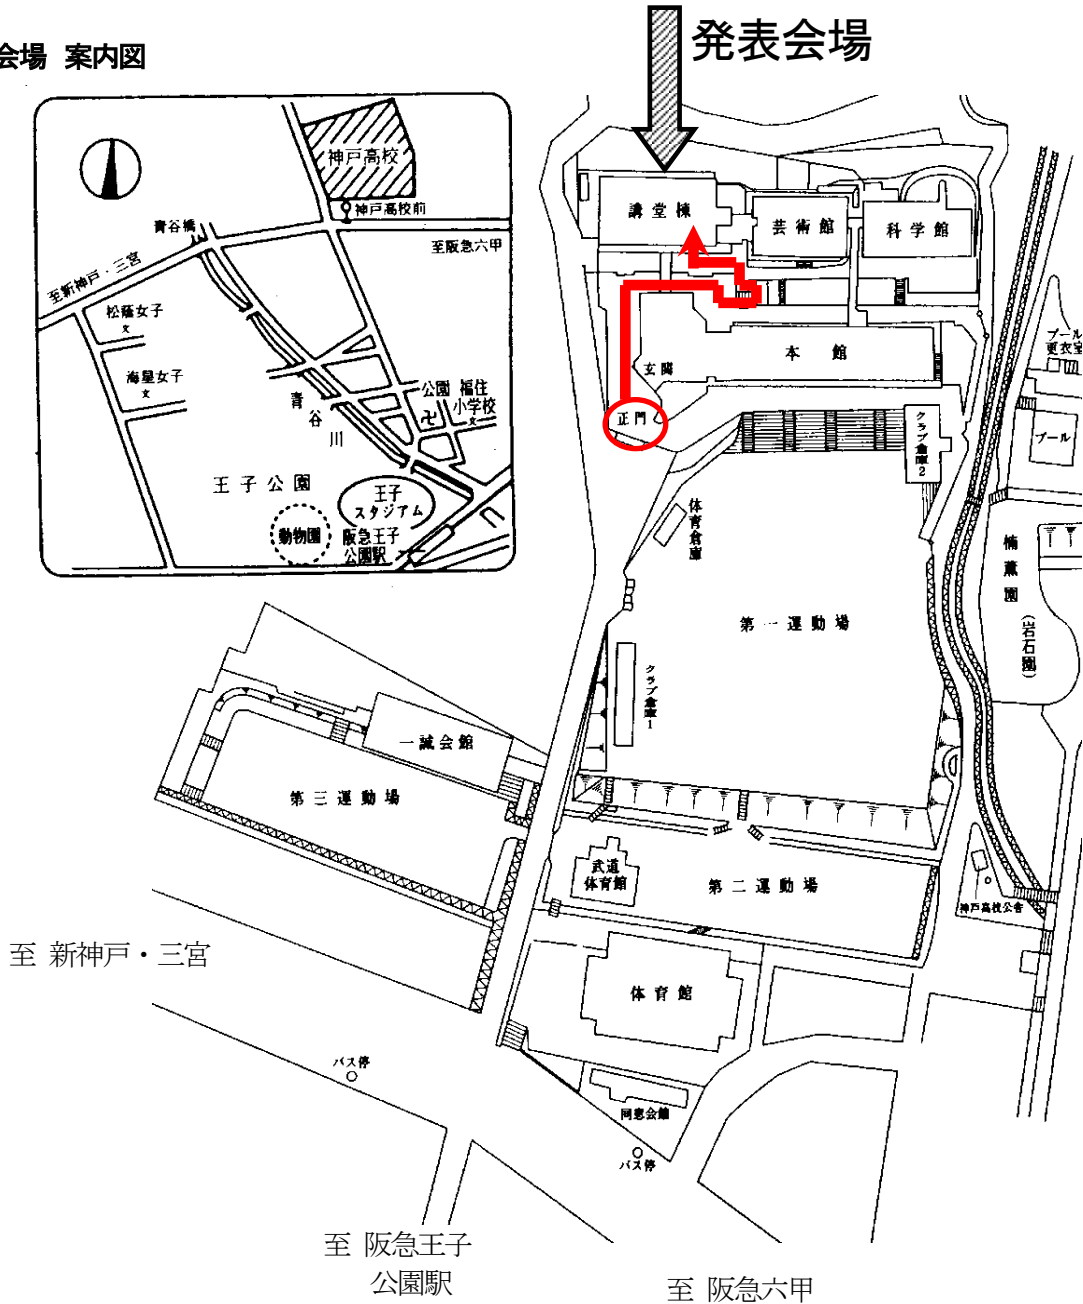 会場 案内図
発表会場
神戸高校
神戸高校前
青谷橋
至阪急六甲
至新神戸・三宮
松蔭女子
文
海星女子
文
青谷川
公園
福住
小学校
文
卍
王子公園
王子
スタジアム
動物園
阪急王子
公園駅
講堂棟
芸術館
科学館
本館
玄関
正門
プール
更衣室
プール
クラブ倉庫2
体育倉庫
楠薫園
(岩石園)
第一運動場
クラブ倉庫1
一誠会館
第三運動場
武道
体育館
第二運動場
神戸高校公舎
至 新神戸・三宮
体育館
バス停
同窓会館
バス停
至 阪急王子
公園駅
至 阪急六甲